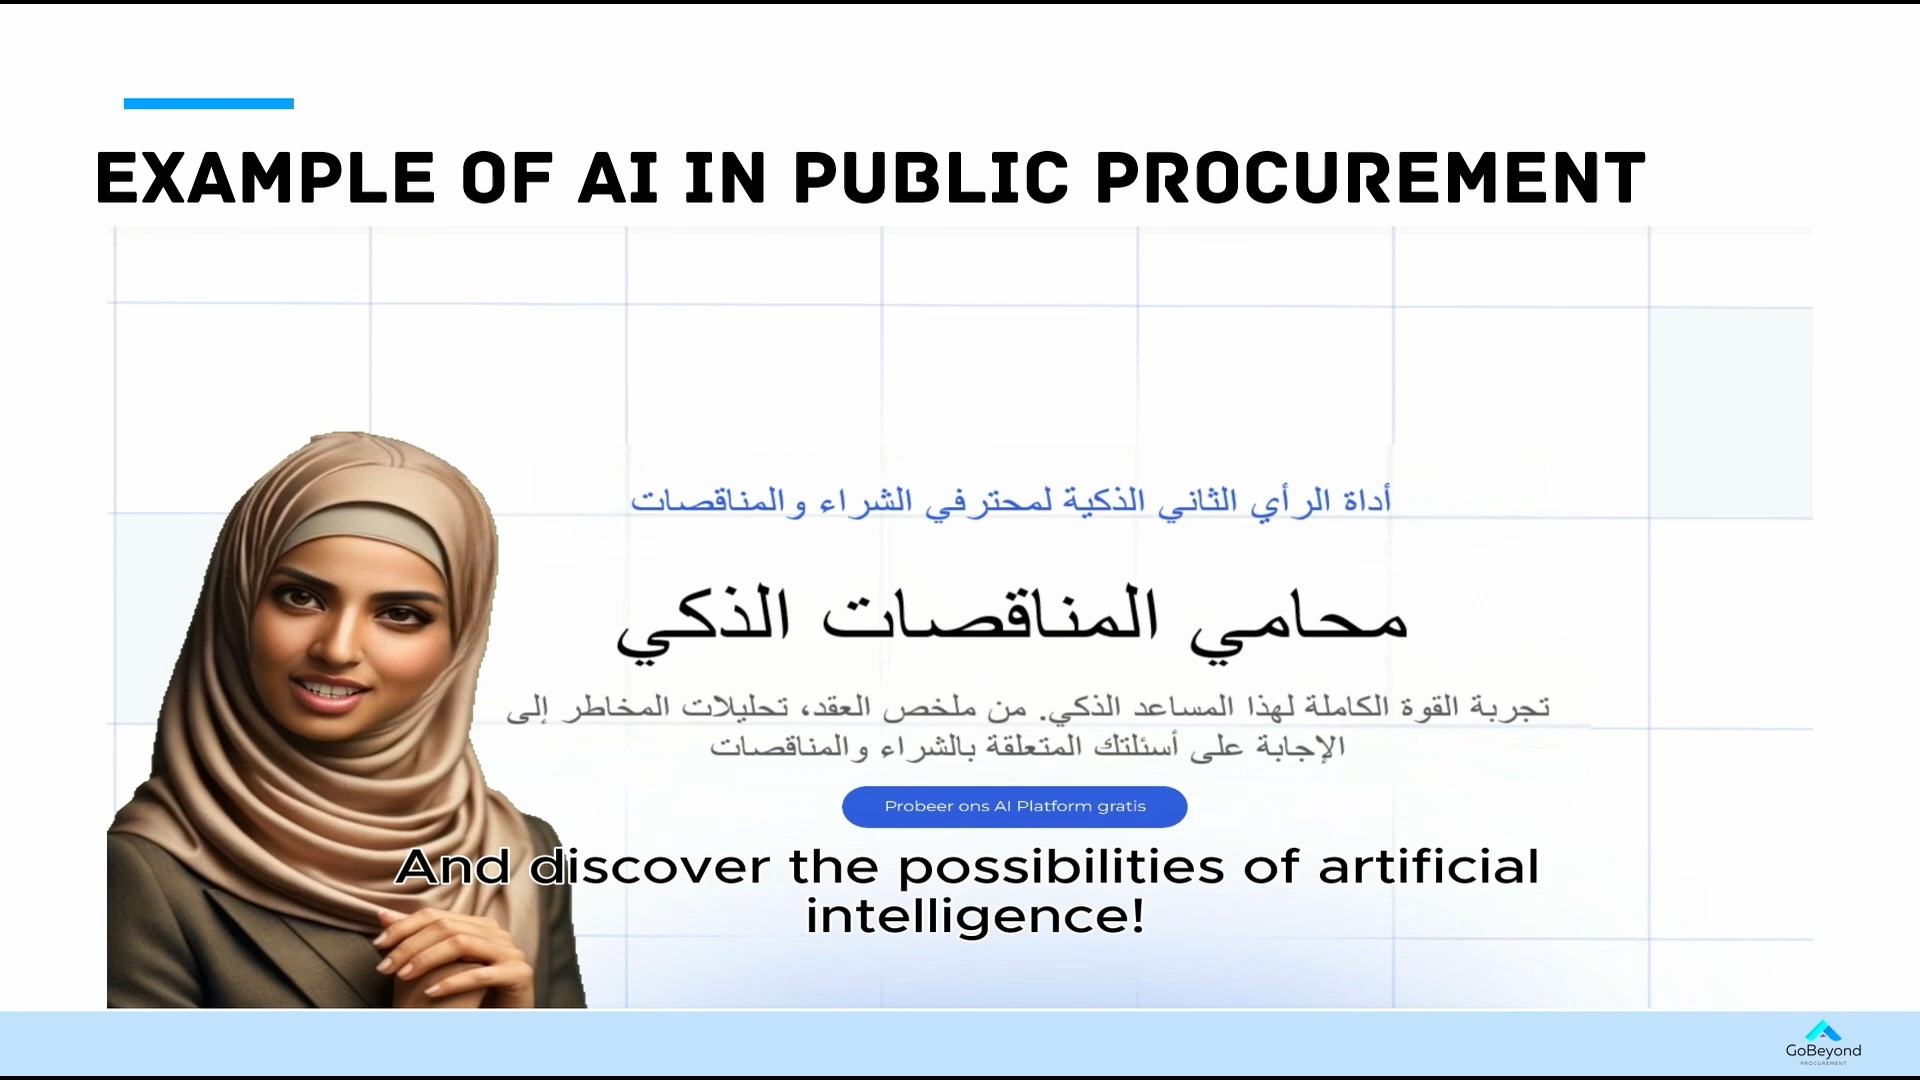 EXAMPLE OF AI IN PUBLIC PROCUREMENT
أداة الرأي الثاني الذكية لمحترفي الشراء والمناقصات
محامي المناقصات الذكي
تجربة القوة الكاملة لهذا المساعد الذكي. من ملخص العقد، تحليلات المخاطر إلى
الإجابة على أسئلتك المتعلقة بالشراء والمناقصات
Probeer ons AI Platform gratis
And discover the possibilities of artificial
intelligence!
GoBeyond
PROCUREMENT